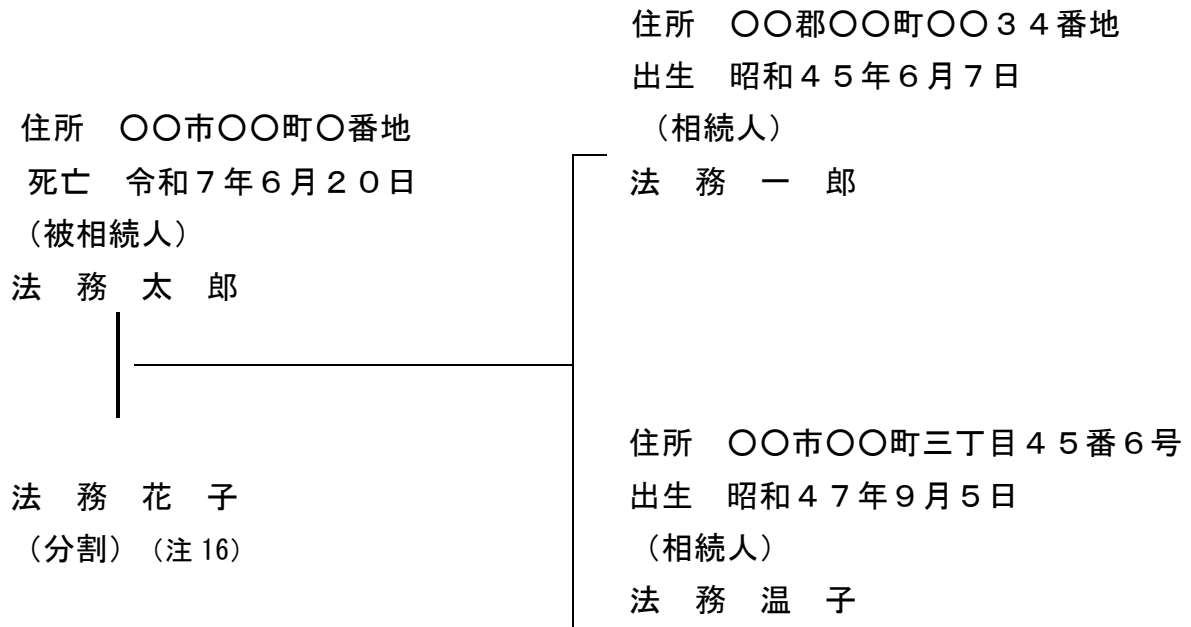 住所　〇〇郡〇〇町〇〇３４番地
出生　昭和４５年６月７日
（相続人）
法　務　一　郎
住所　〇〇市〇〇町〇番地
死亡　令和７年６月２０日
（被相続人）
法　務　太　郎
法　務　花　子
（分割）（注 16）
住所　〇〇市〇〇町三丁目４５番６号
出生　昭和４７年９月５日
（相続人）
法　務　温　子